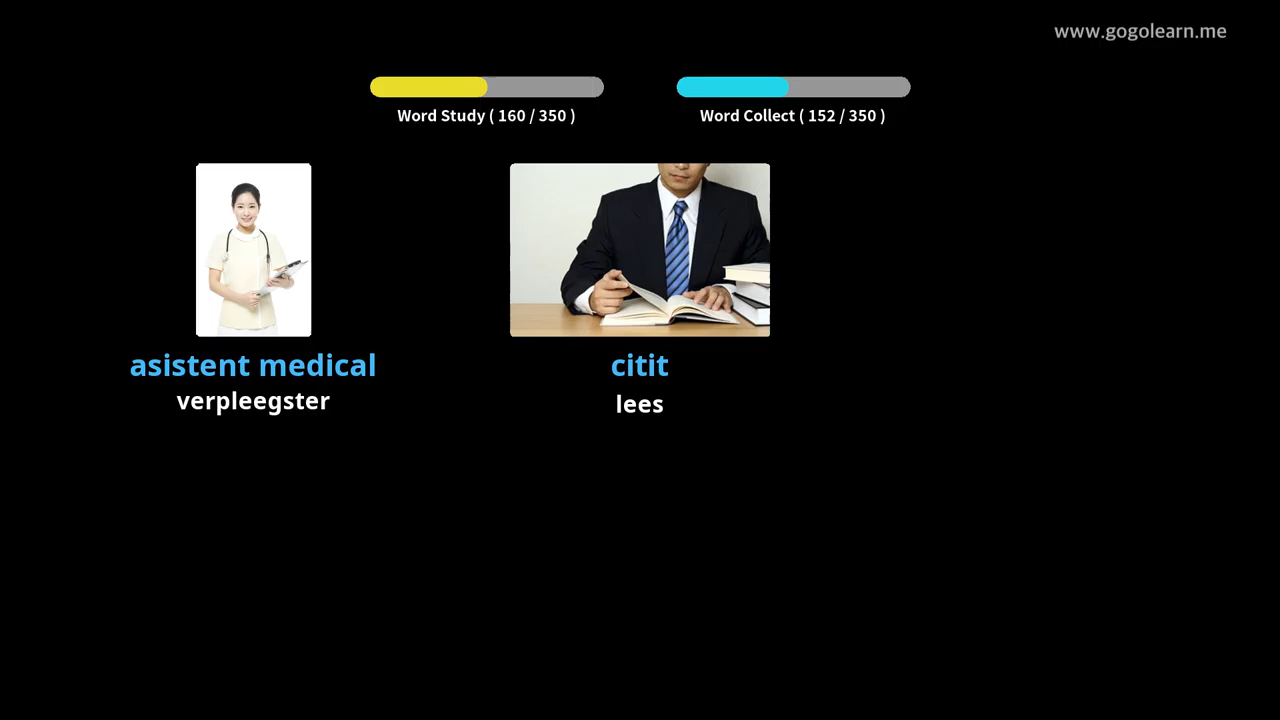 www.gogolearn.me
Word Study ( 160 / 350 )
Word Collect ( 152 / 350 )
asistent medical
verpleegster
citit
lees